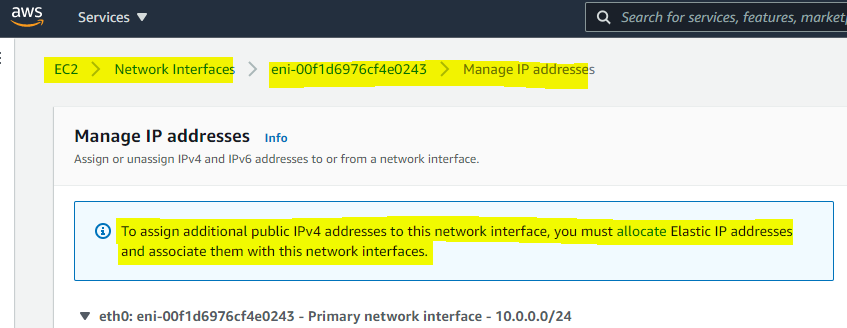 aws
Services ▼
Search for services, features, market
EC2 > Network Interfaces > eni-00f1d6976cf4e0243 > Manage IP addresses
Manage IP addresses Info
Assign or unassign IPv4 and IPv6 addresses to or from a network interface.
To assign additional public IPv4 addresses to this network interface, you must allocate Elastic IP addresses
and associate them with this network interfaces.
▼ eth0: eni-00f1d6976cf4e0243 - Primary network interface - 10.0.0.0/24